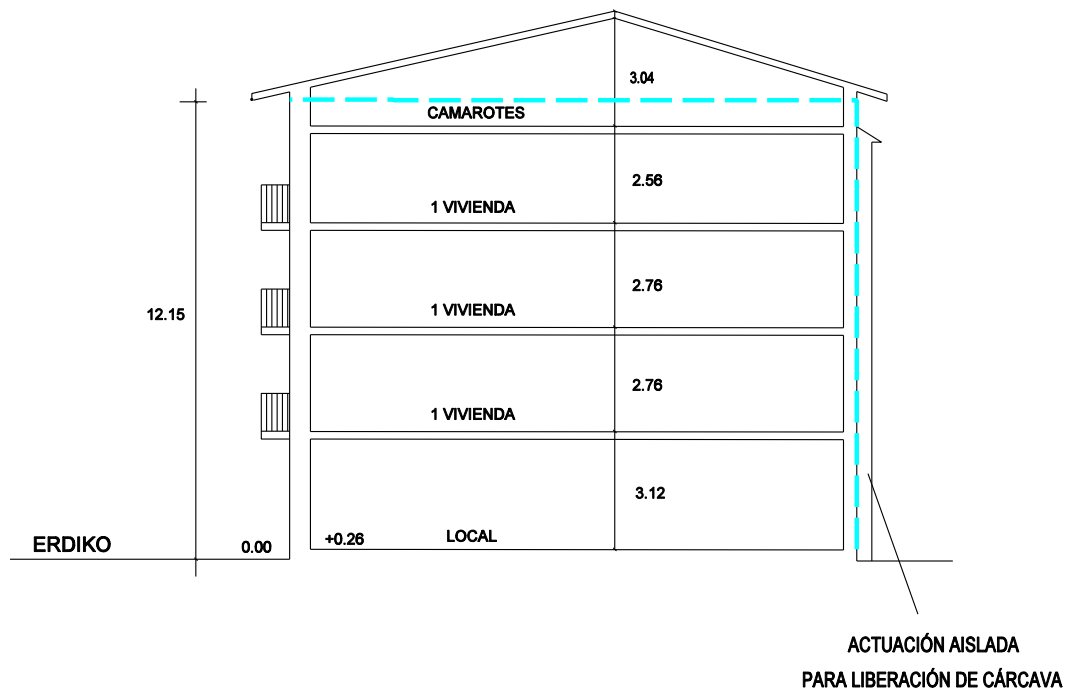 3.04
CAMAROTES
2.56
1 VIVIENDA
2.76
12.15
1 VIVIENDA
2.76
1 VIVIENDA
3.12
ERDIKO
0.00
+0.26
LOCAL
ACTUACIÓN AISLADA
PARA LIBERACIÓN DE CÁRCAVA